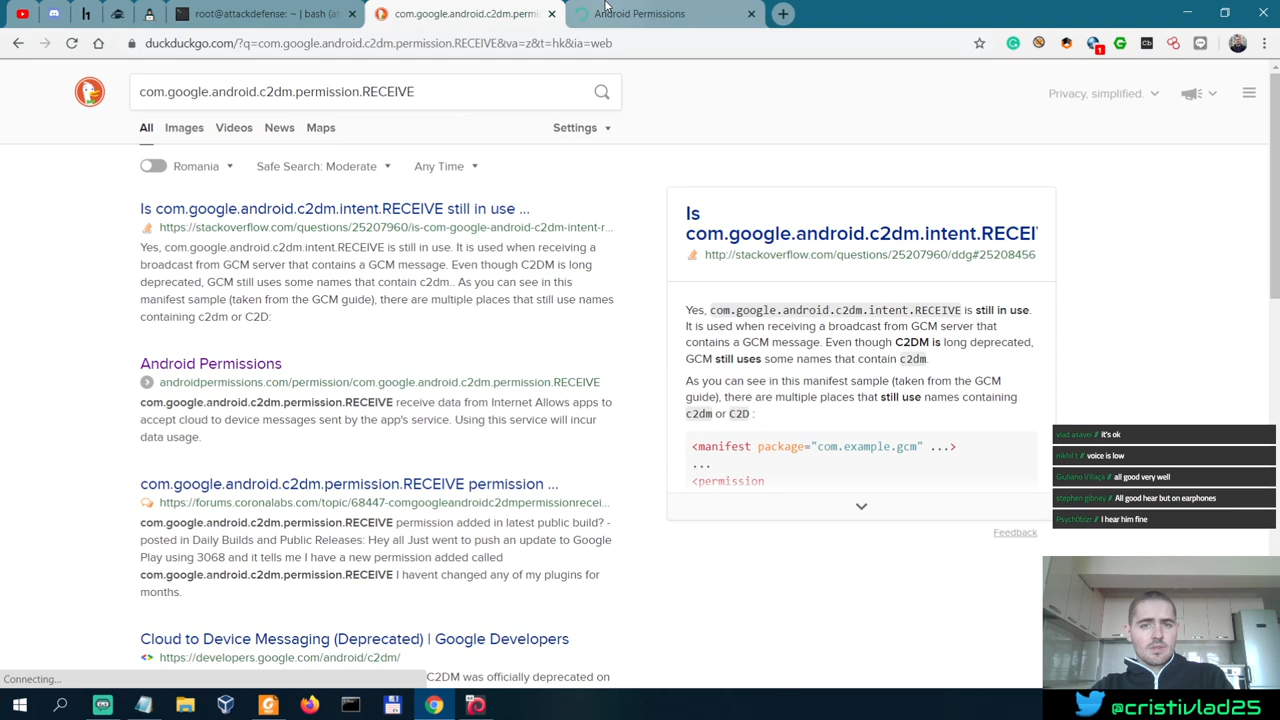 root@attackdefense: ~ | bash (at
com.google.android.c2dm.permi
Android Permissions
duckduckgo.com/?q=com.google.android.c2dm.permission.RECEIVE&va=z&t=hk&ia=web
1
com.google.android.c2dm.permission.RECEIVE
Privacy, simplified.
All
Images
Videos
News
Maps
Settings
Romania
Safe Search: Moderate
Any Time
Is com.google.android.c2dm.intent.RECEIVE still in use ...
https://stackoverflow.com/questions/25207960/is-com-google-android-c2dm-intent-r...
Yes, com.google.android.c2dm.intent.RECEIVE is still in use. It is used when receiving a
broadcast from GCM server that contains a GCM message. Even though C2DM is long
deprecated, GCM still uses some names that contain c2dm.. As you can see in this
manifest sample (taken from the GCM guide), there are multiple places that still use names
containing c2dm or C2D:
Android Permissions
androidpermissions.com/permission/com.google.android.c2dm.permission.RECEIVE
com.google.android.c2dm.permission.RECEIVE receive data from Internet Allows apps to
accept cloud to device messages sent by the app's service. Using this service will incur
data usage.
com.google.android.c2dm.permission.RECEIVE permission ...
https://forums.coronalabs.com/topic/68447-comgoogleandroidc2dmpermissionrecei...
com.google.android.c2dm.permission.RECEIVE permission added in latest public build? -
posted in Daily Builds and Public Releases: Hey all Just went to push an update to Google
Play using 3068 and it tells me I have a new permission added called
com.google.android.c2dm.permission.RECEIVE I havent changed any of my plugins for
months.
Cloud to Device Messaging (Deprecated) | Google Developers
https://developers.google.com/android/c2dm/
C2DM was officially deprecated on
Connecting...
Is
com.google.android.c2dm.intent.RECEI
http://stackoverflow.com/questions/25207960/ddg#25208456
Yes, com.google.android.c2dm.intent.RECEIVE is still in use.
It is used when receiving a broadcast from GCM server that
contains a GCM message. Even though C2DM is long deprecated,
GCM still uses some names that contain c2dm.
As you can see in this manifest sample (taken from the GCM
guide), there are multiple places that still use names containing
c2dm or C2D :
<manifest package="com.example.gcm" ...>
...
<permission
Feedback
vlad asavei // it's ok
nikhil t // voice is low
Giuliano Villaça // all good very well
stephen gibney // All good hear but on earphones
Psych0bizr // I hear him fine
@cristivlad25